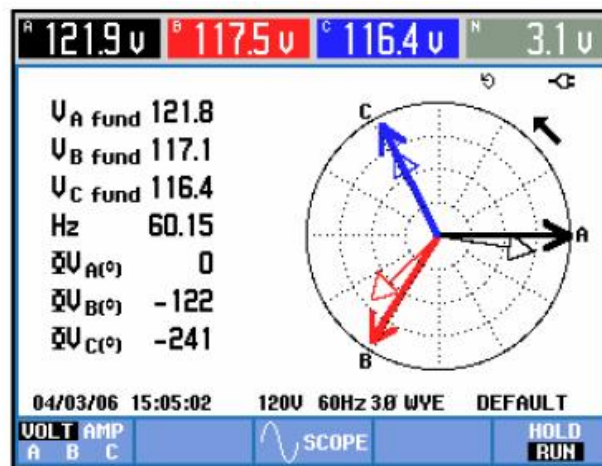 A 121.9 V B 117.5 V C 116.4 V N 3.1 V
VA fund 121.8
VB fund 117.1
VC fund 116.4
Hz 60.15
ΦVA(°) 0
ΦVB(°) -122
ΦVC(°) -241
C
A
B
04/03/06 15:05:02 120V 60Hz 3Ø WYE DEFAULT
VOLT AMP SCOPE HOLD
A B C RUN